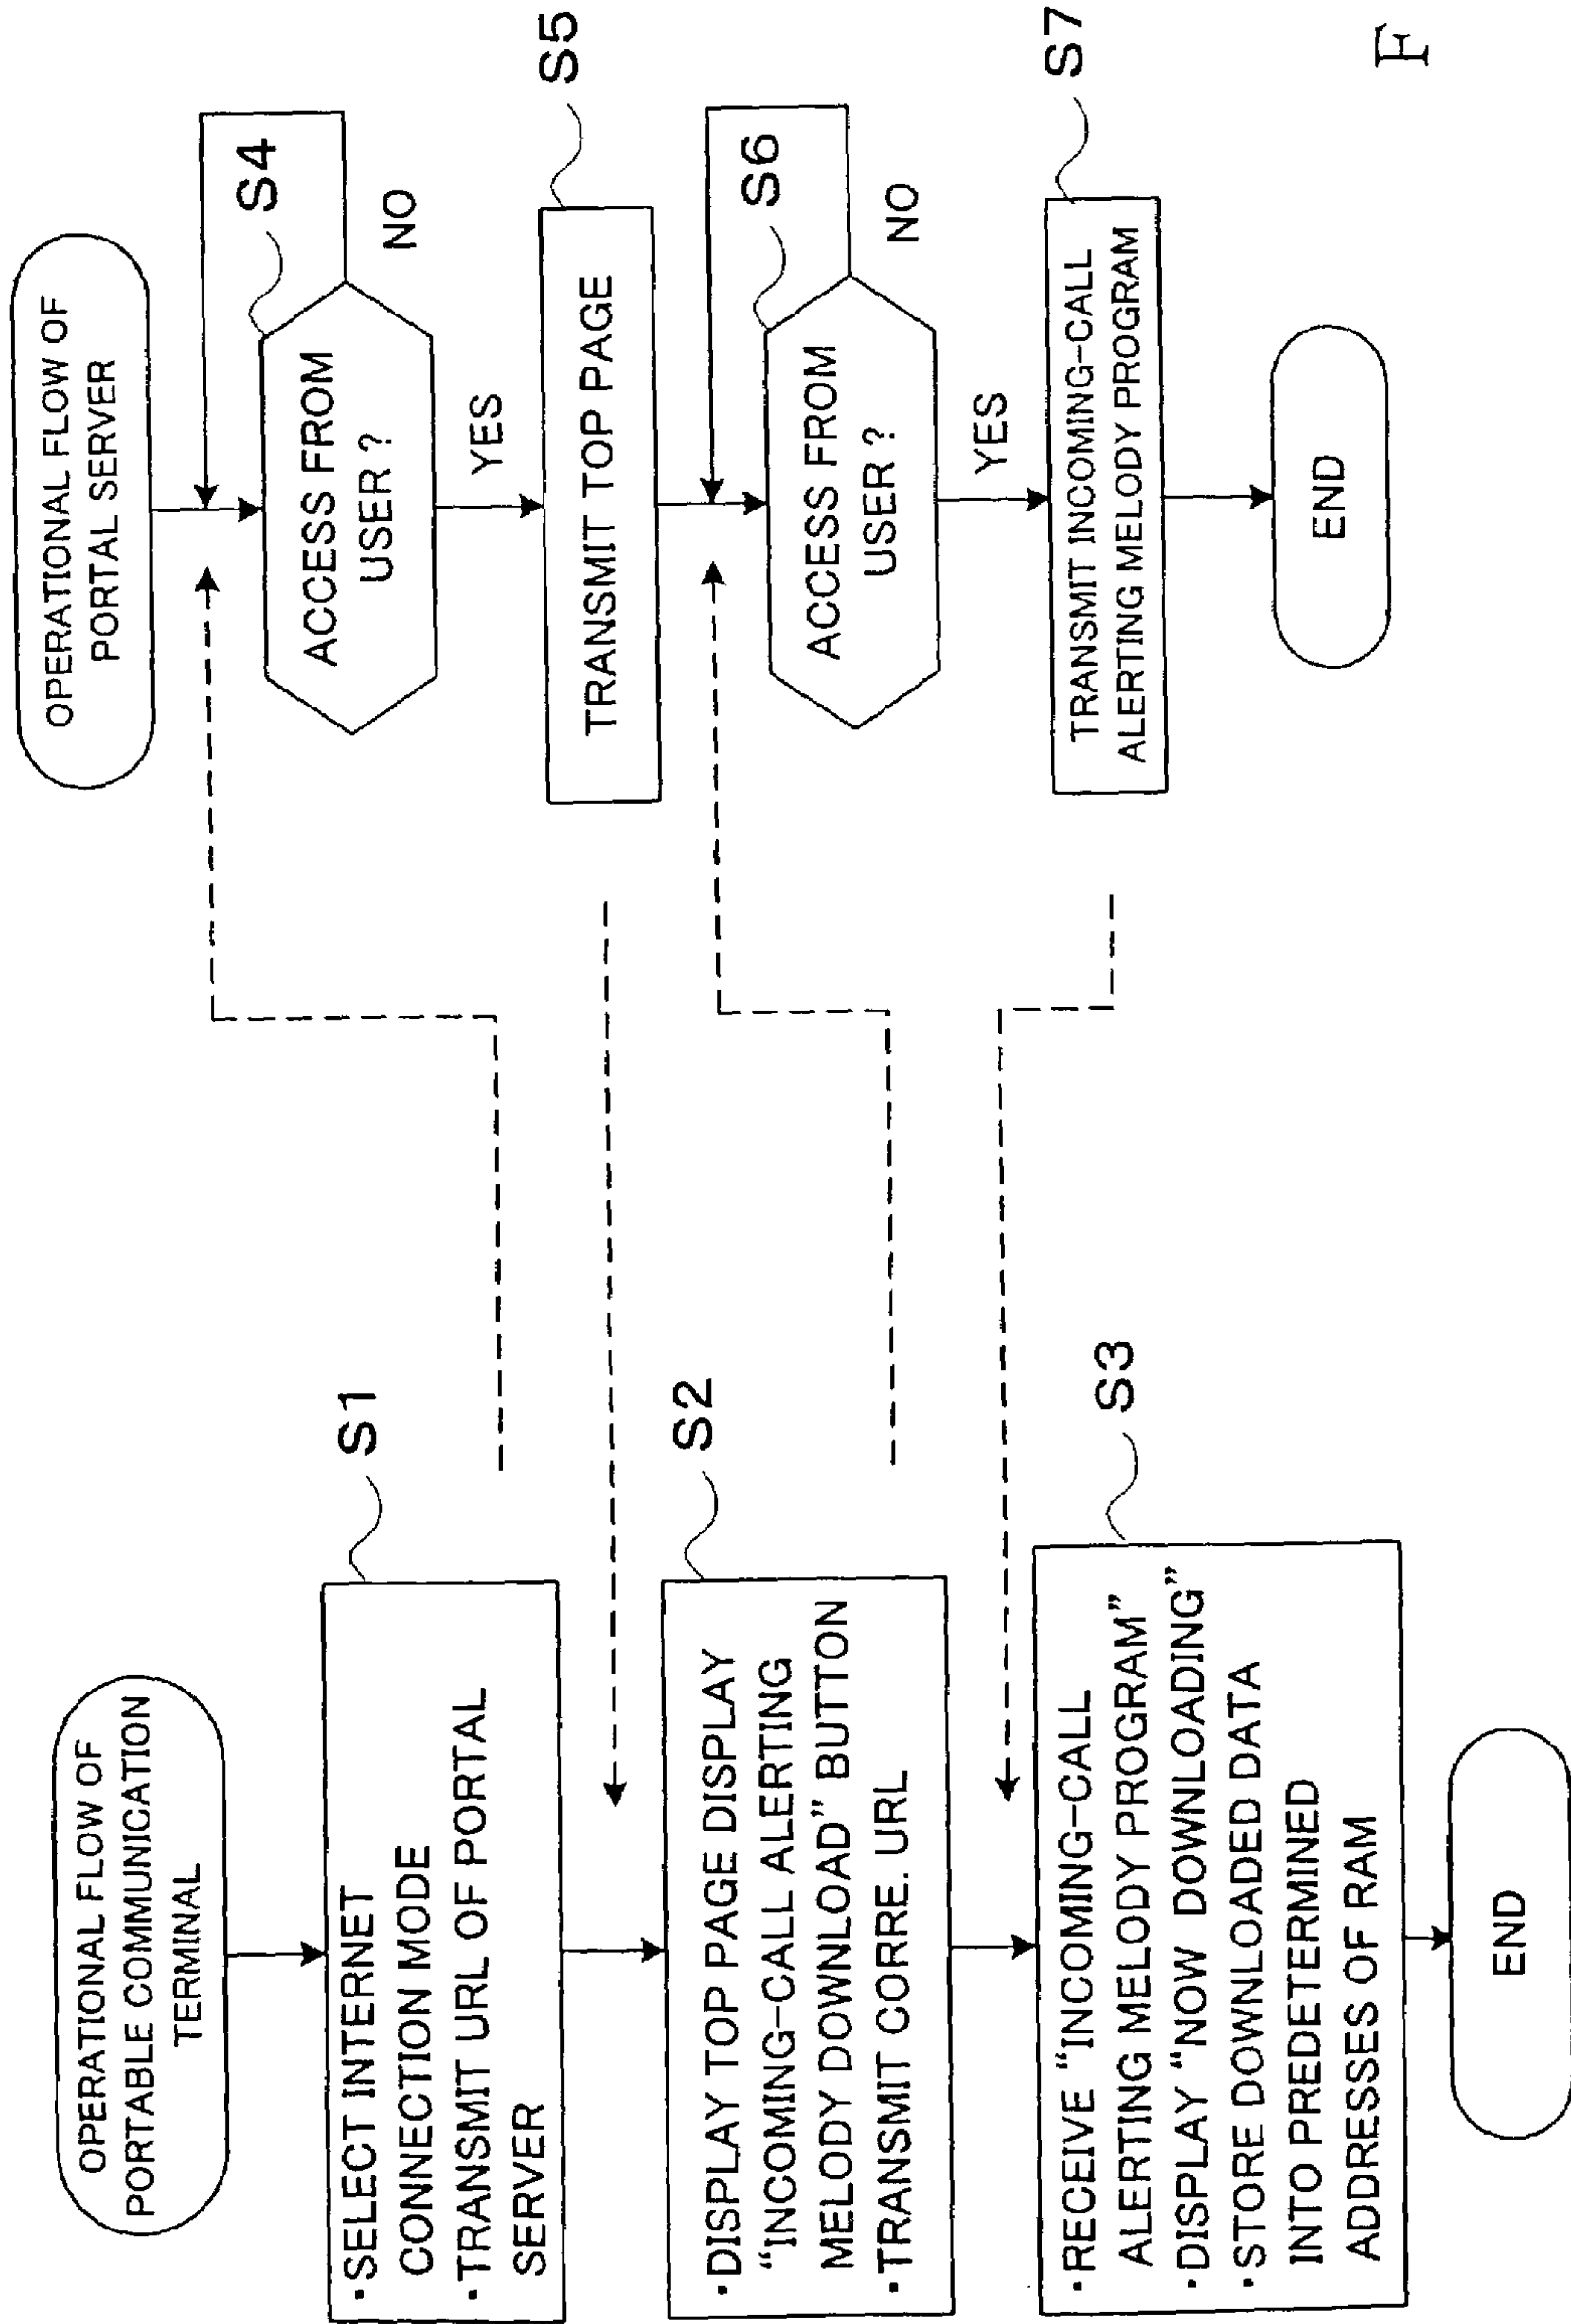 OPERATIONAL FLOW OF
PORTABLE COMMUNICATION
TERMINAL
S1
·SELECT INTERNET
CONNECTION MODE
·TRANSMIT URL OF PORTAL
SERVER
S2
·DISPLAY TOP PAGE DISPLAY
“INCOMING-CALL ALERTING
MELODY DOWNLOAD” BUTTON
·TRANSMIT CORRE. URL
S3
·RECEIVE “INCOMING-CALL
ALERTING MELODY PROGRAM”
·DISPLAY “NOW DOWNLOADING”
·STORE DOWNLOADED DATA
INTO PREDETERMINED
ADDRESSES OF RAM
END
OPERATIONAL FLOW OF
PORTAL SERVER
S4
ACCESS FROM
USER ?
NO
YES
S5
TRANSMIT TOP PAGE
S6
ACCESS FROM
USER ?
NO
YES
S7
TRANSMIT INCOMING-CALL
ALERTING MELODY PROGRAM
END
F